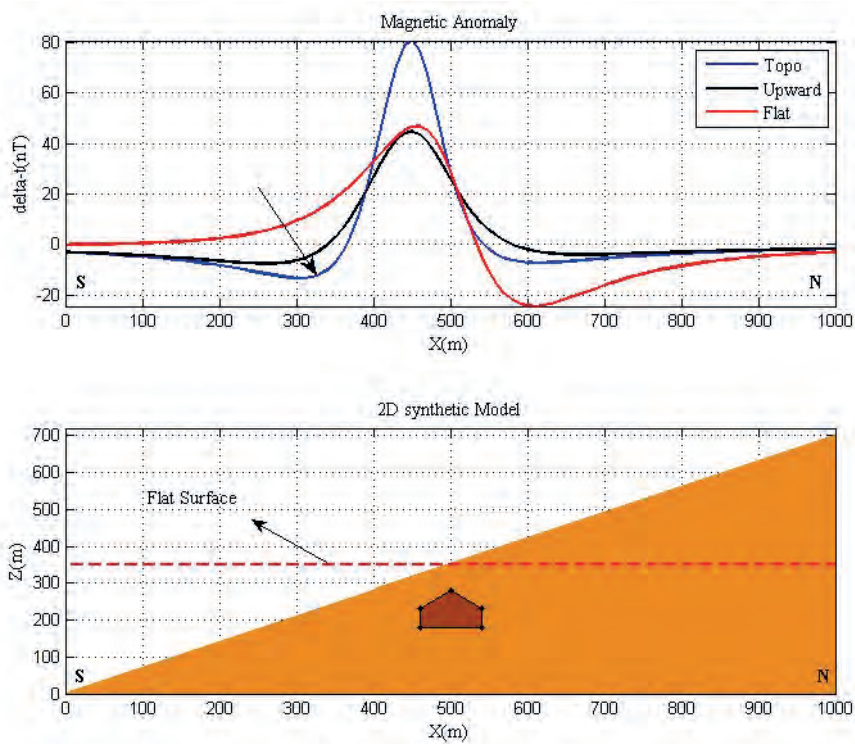 Magnetic Anomaly
80
60
40
20
0
-20
delta-t(nT)
Topo
Upward
Flat
S
N
0 100 200 300 400 500 600 700 800 900 1000
X(m)
2D synthetic Model
700
600
500
400
300
200
100
0
Z(m)
Flat Surface
S
N
0 100 200 300 400 500 600 700 800 900 1000
X(m)